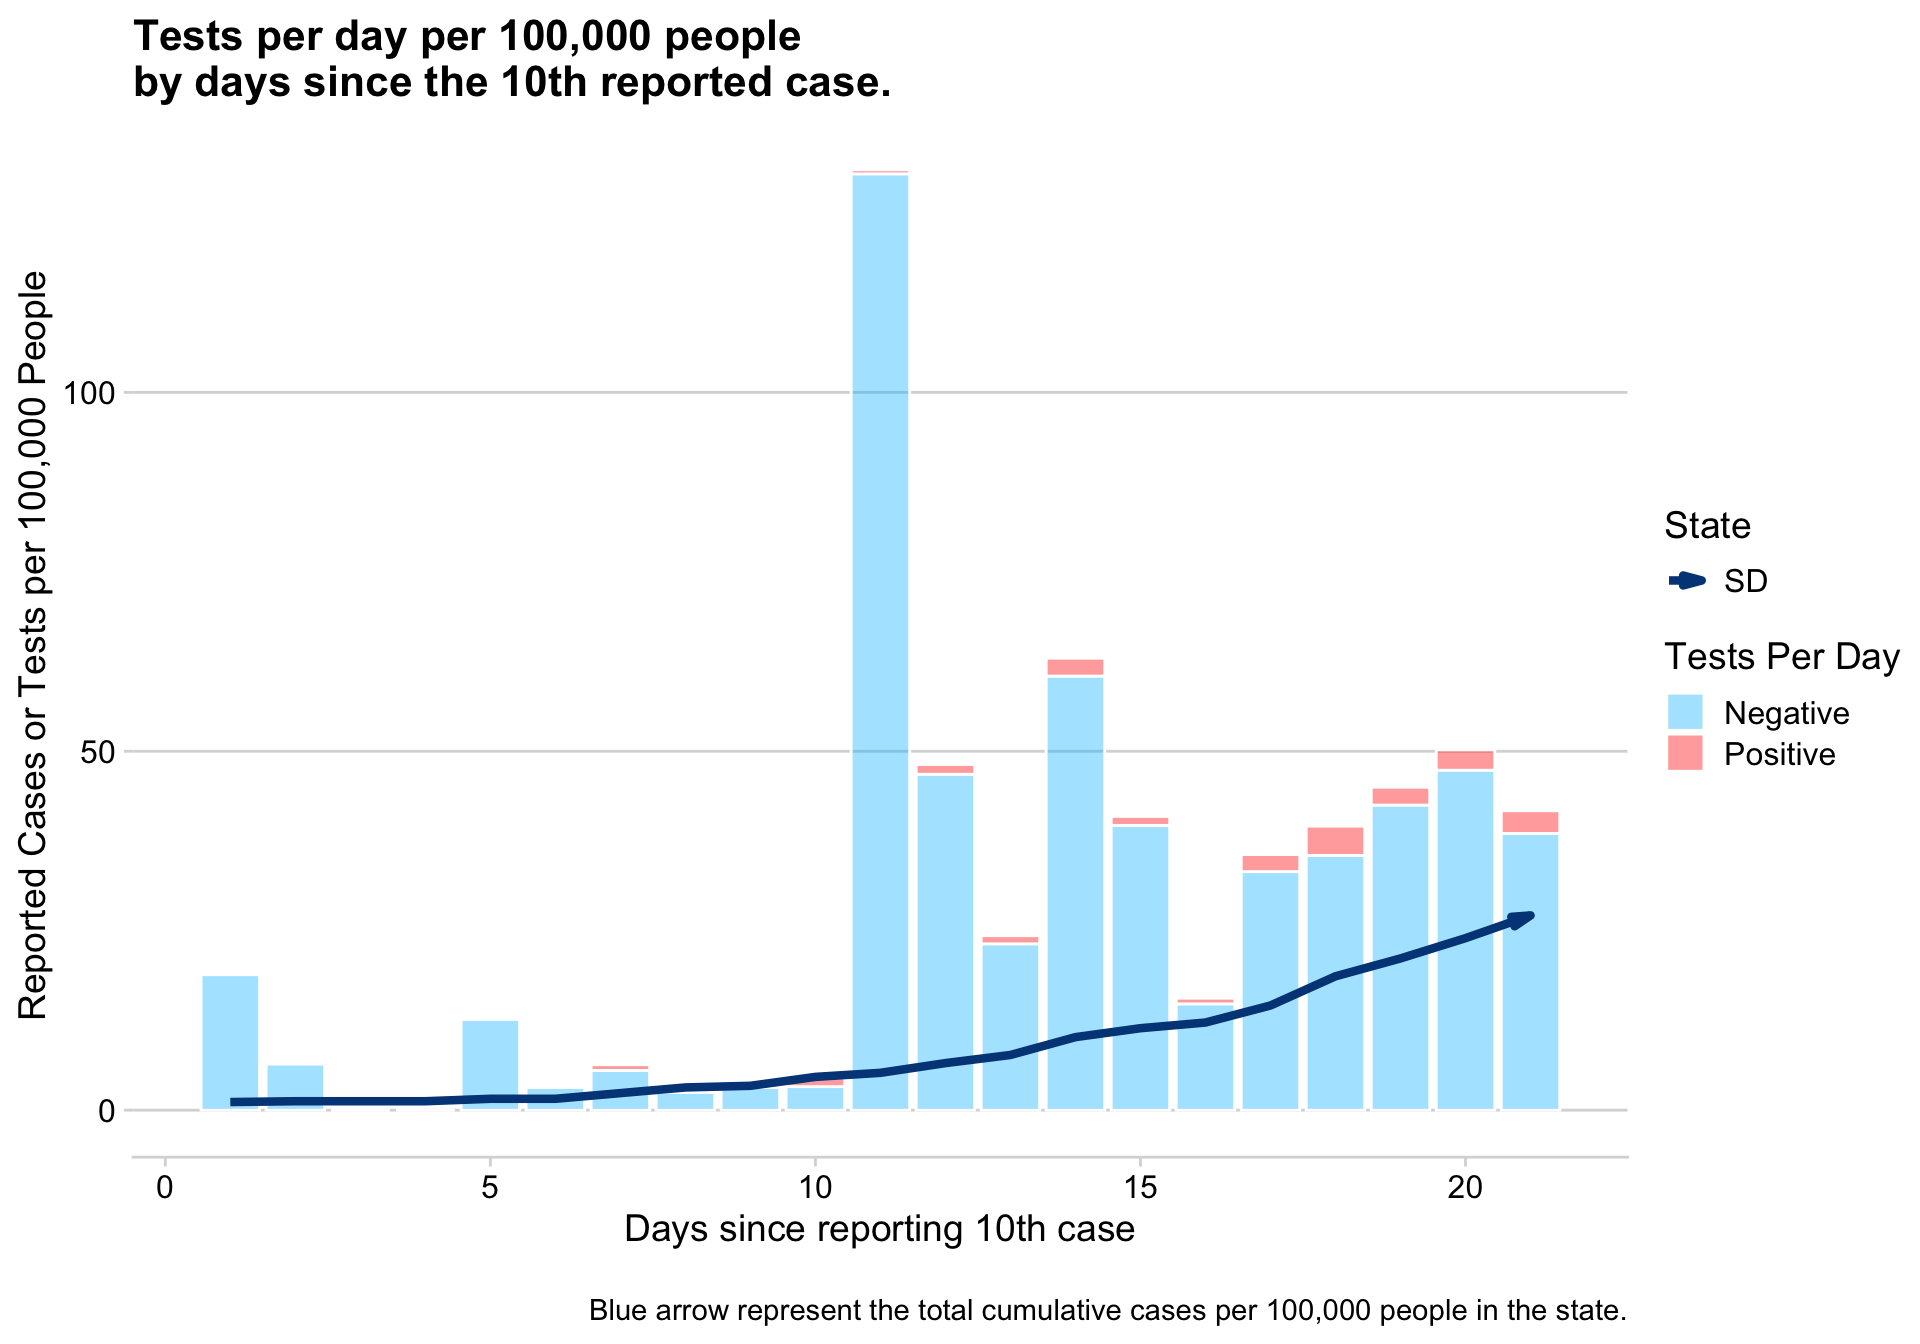 Tests per day per 100,000 people
by days since the 10th reported case.
Reported Cases or Tests per 100,000 People
100
50
0
0 5 10 15 20
Days since reporting 10th case
State
SD
Tests Per Day
Negative
Positive
Blue arrow represent the total cumulative cases per 100,000 people in the state.